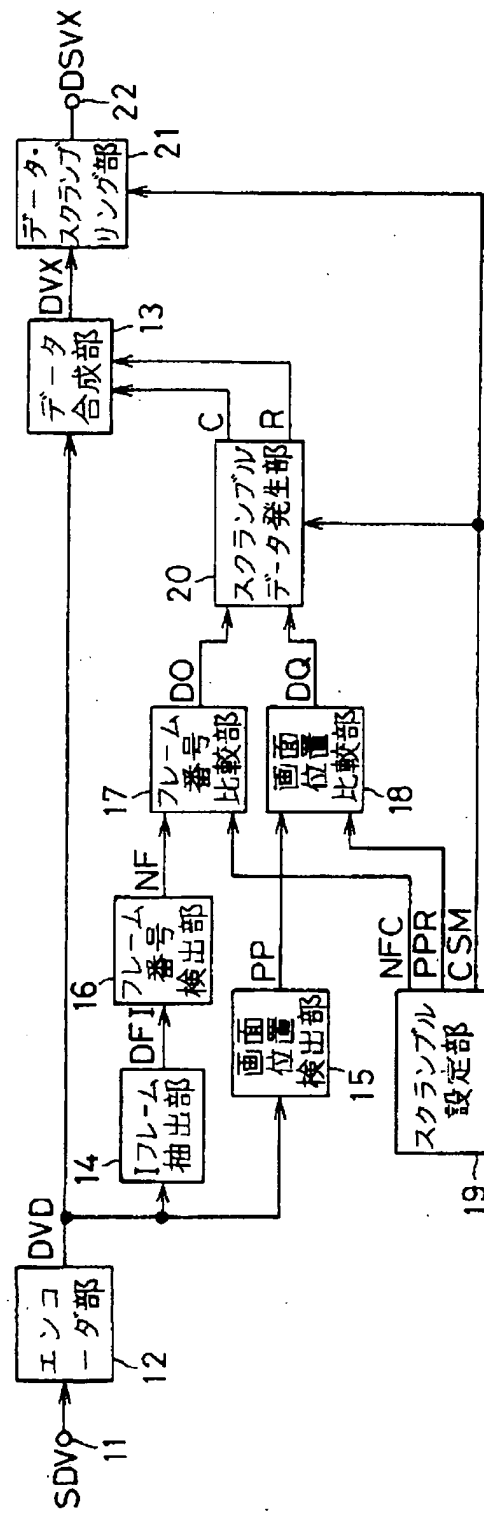 SDV
11
エンコ
ーダ部
12
DVD
14
Iフレーム
抽出部
DFI
16
フレーム
番号
検出部
NF
17
フレーム
番号
比較部
DO
画面
位置
検出部
15
PP
画面
位置
比較部
18
DQ
スクランブル
設定部
19
NFC
PPR
CSM
20
スクランブル
データ発生部
C
R
データ
合成部
13
DVX
データ・
スクランブ
リング部
21
22
DSVX